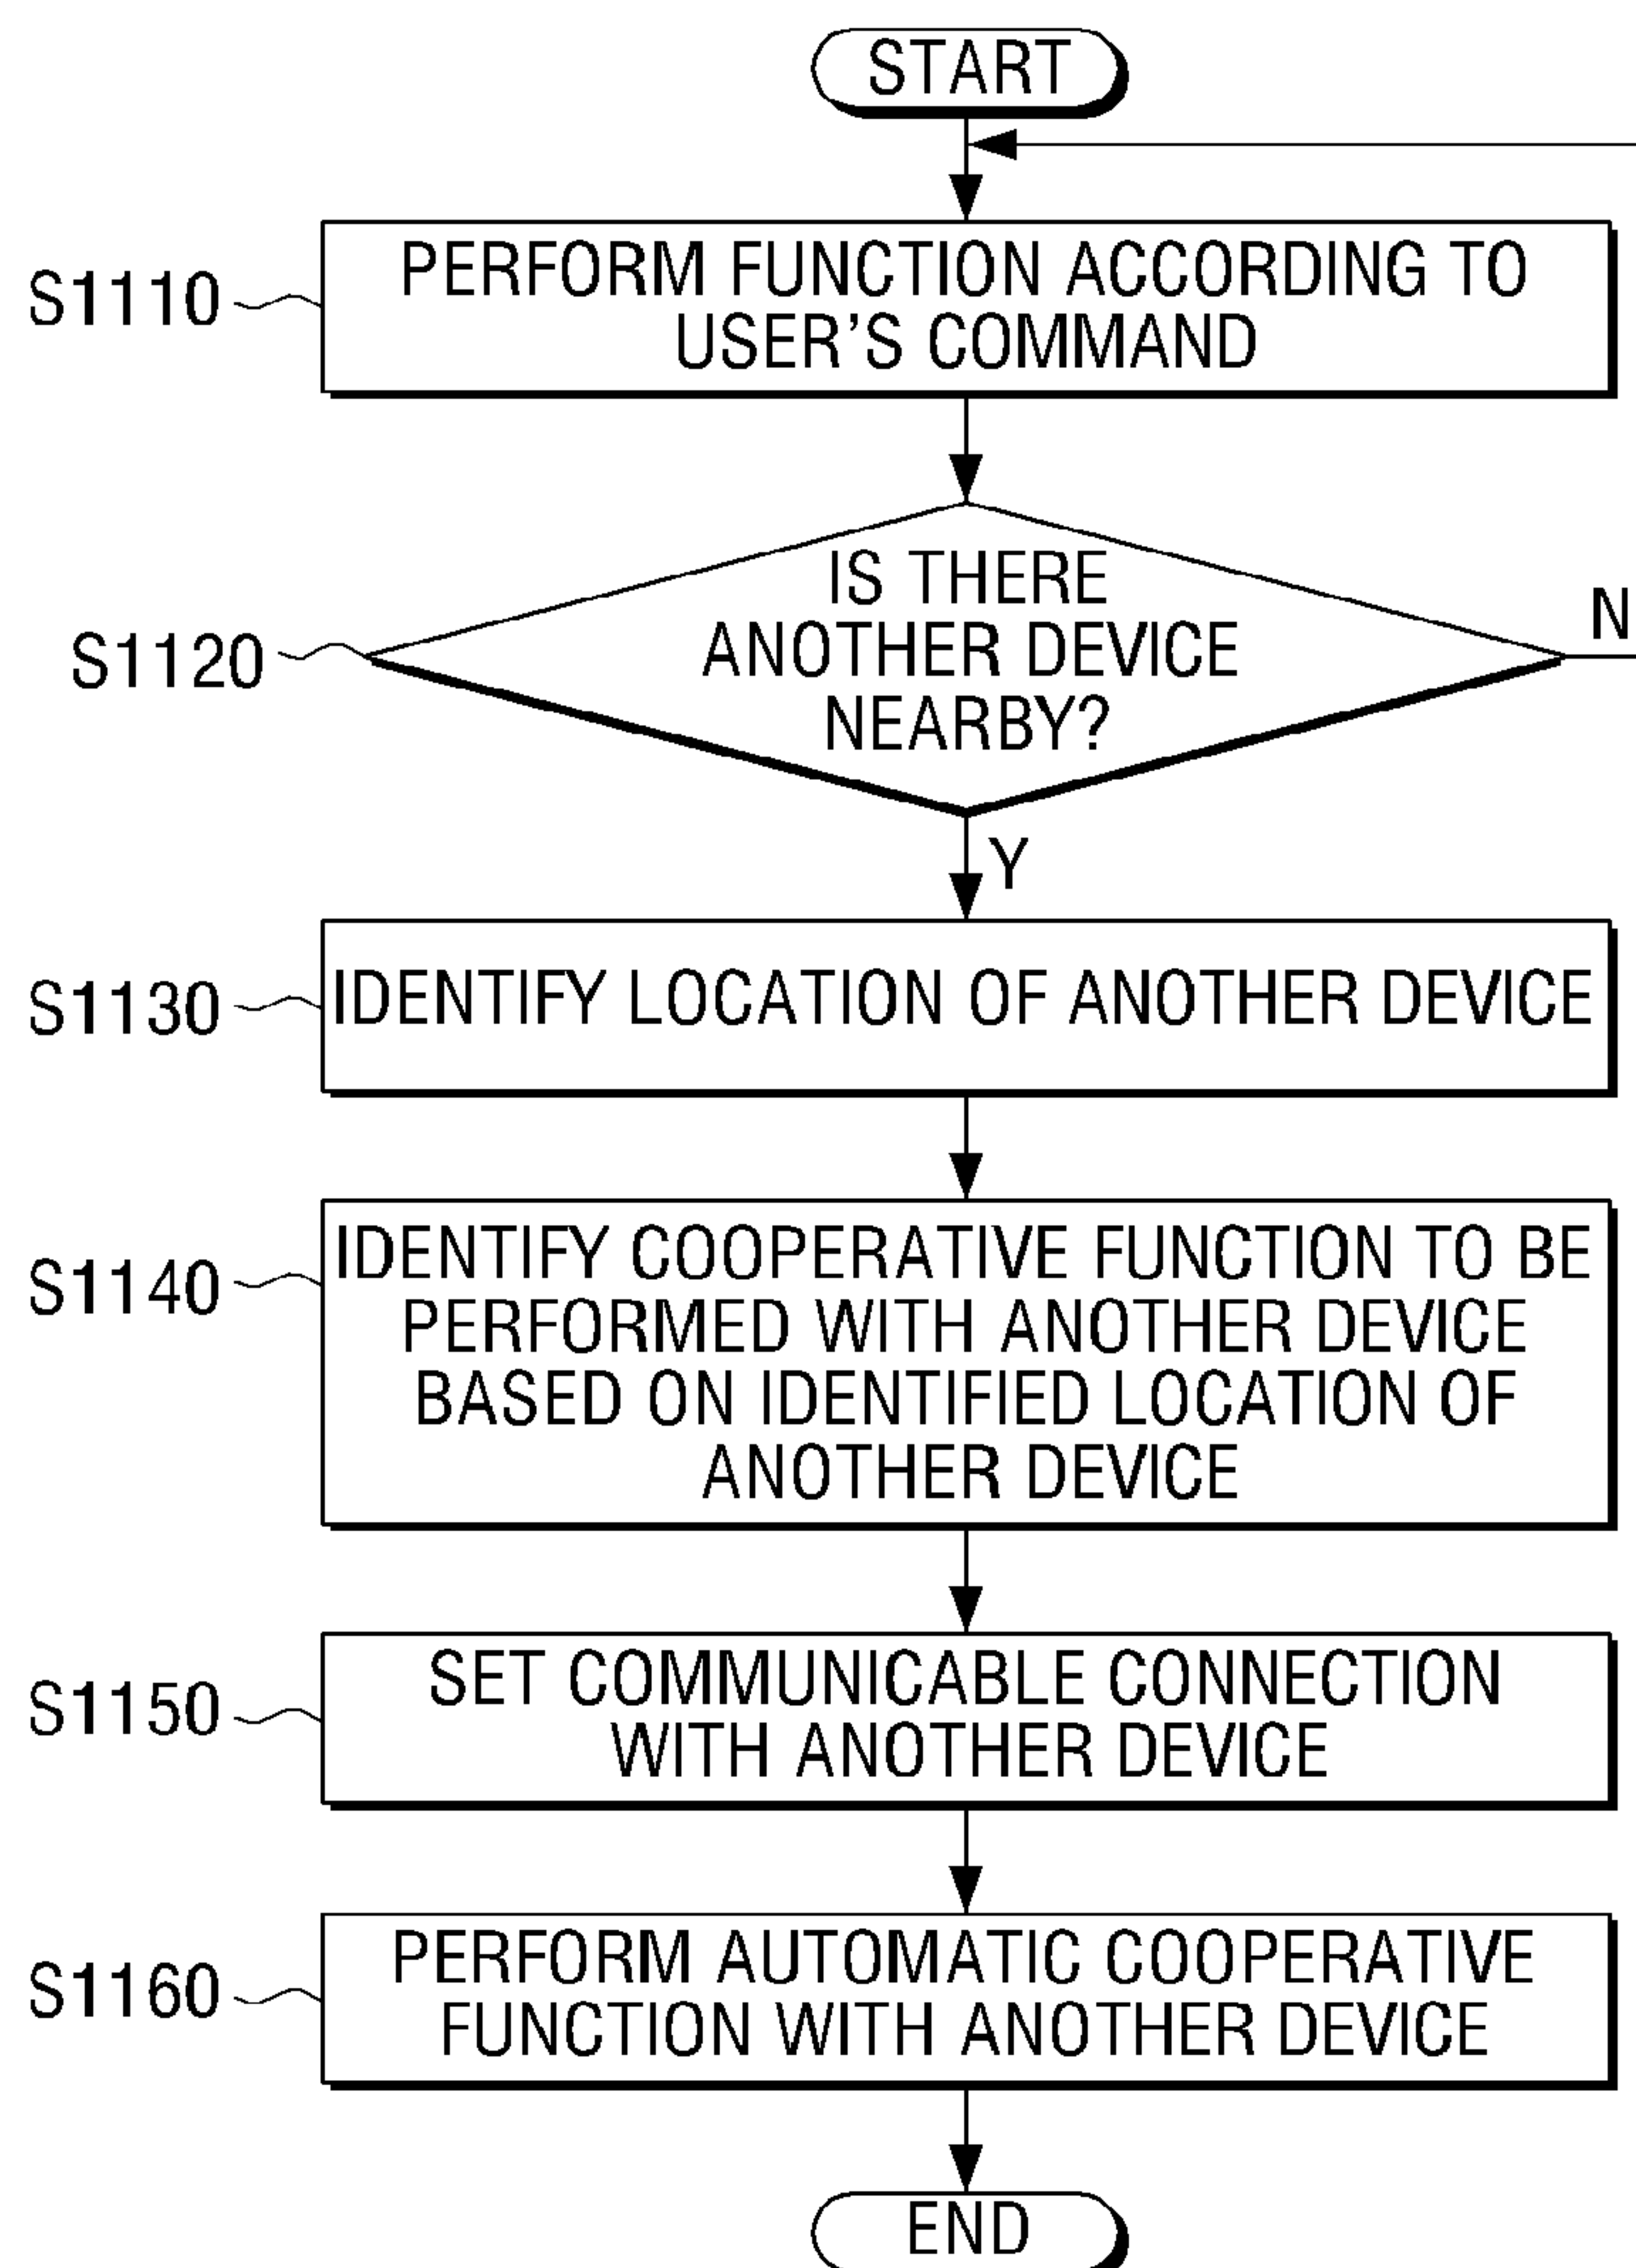 START
S1110
PERFORM FUNCTION ACCORDING TO
USER'S COMMAND
S1120
IS THERE
ANOTHER DEVICE
NEARBY?
N
Y
S1130
IDENTIFY LOCATION OF ANOTHER DEVICE
S1140
IDENTIFY COOPERATIVE FUNCTION TO BE
PERFORMED WITH ANOTHER DEVICE
BASED ON IDENTIFIED LOCATION OF
ANOTHER DEVICE
S1150
SET COMMUNICABLE CONNECTION
WITH ANOTHER DEVICE
S1160
PERFORM AUTOMATIC COOPERATIVE
FUNCTION WITH ANOTHER DEVICE
END